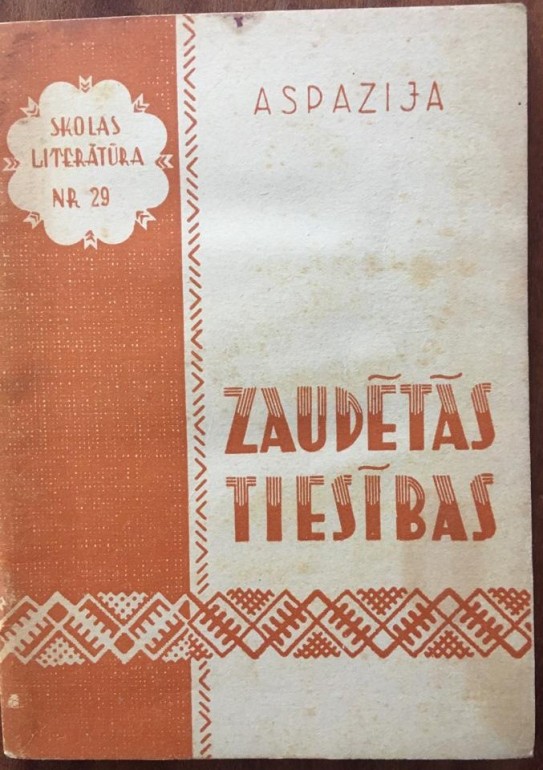 SKOLAS
LITERĀTŪRA
NR 29
ASPAZIJA
ZAUDĒTĀS
TIESĪBAS